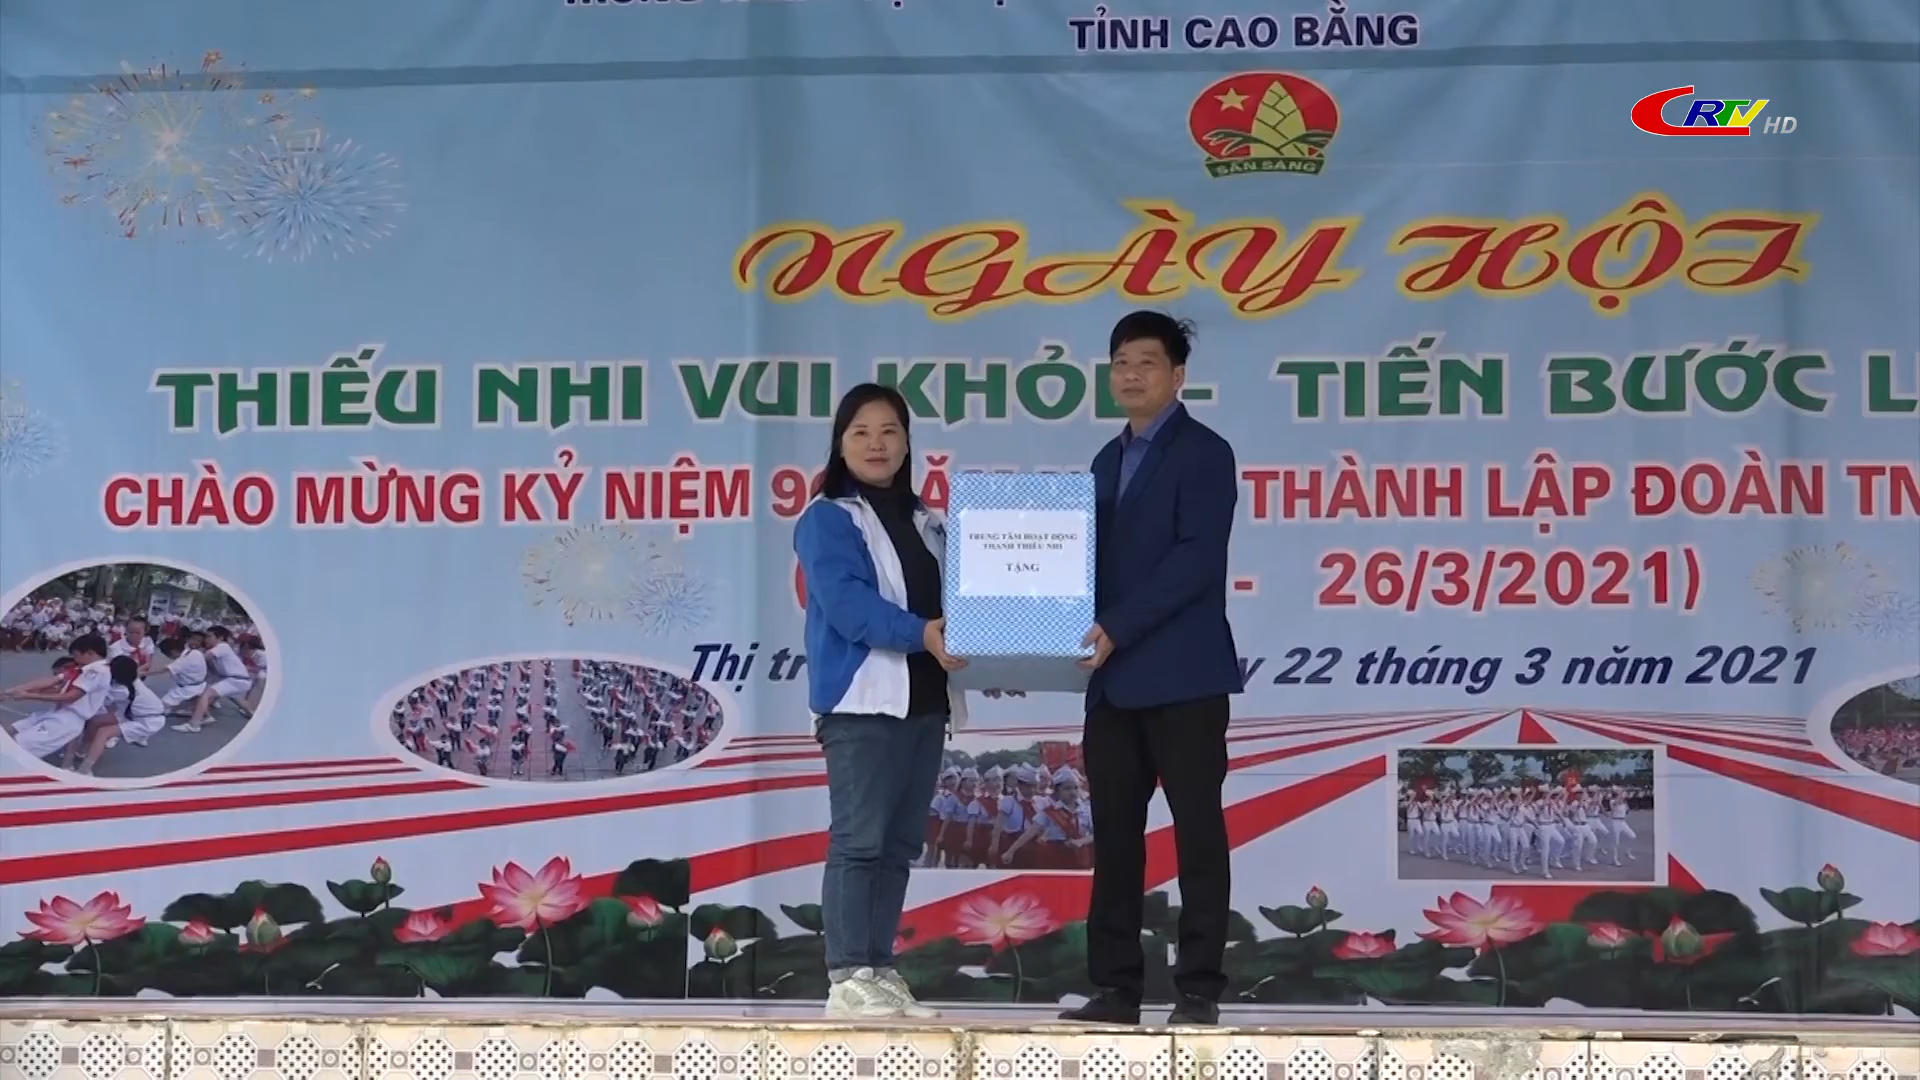 TỈNH CAO BẰNG
CRTV HD
SẴN SÀNG
NGÀY HỘI
THIẾU NHI VUI KHỎE - TIẾN BƯỚC L
CHÀO MỪNG KỶ NIỆM 90 THÀNH LẬP ĐOÀN TN
- 26/3/2021)
Thị 22 tháng 3 năm 2021
TRUNG TÂM HOẠT ĐỘNG
THANH THIẾU NHI
TẶNG